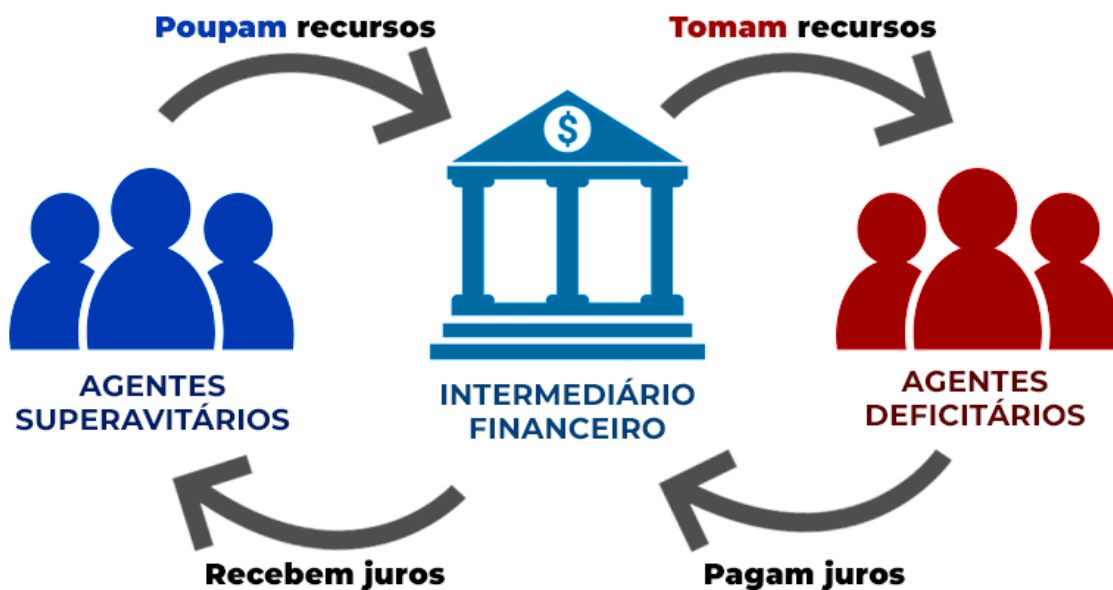 Poupam recursos
Tomam recursos
$
AGENTES
SUPERAVITÁRIOS
INTERMEDIÁRIO
FINANCEIRO
AGENTES
DEFICITÁRIOS
Recebem juros
Pagam juros